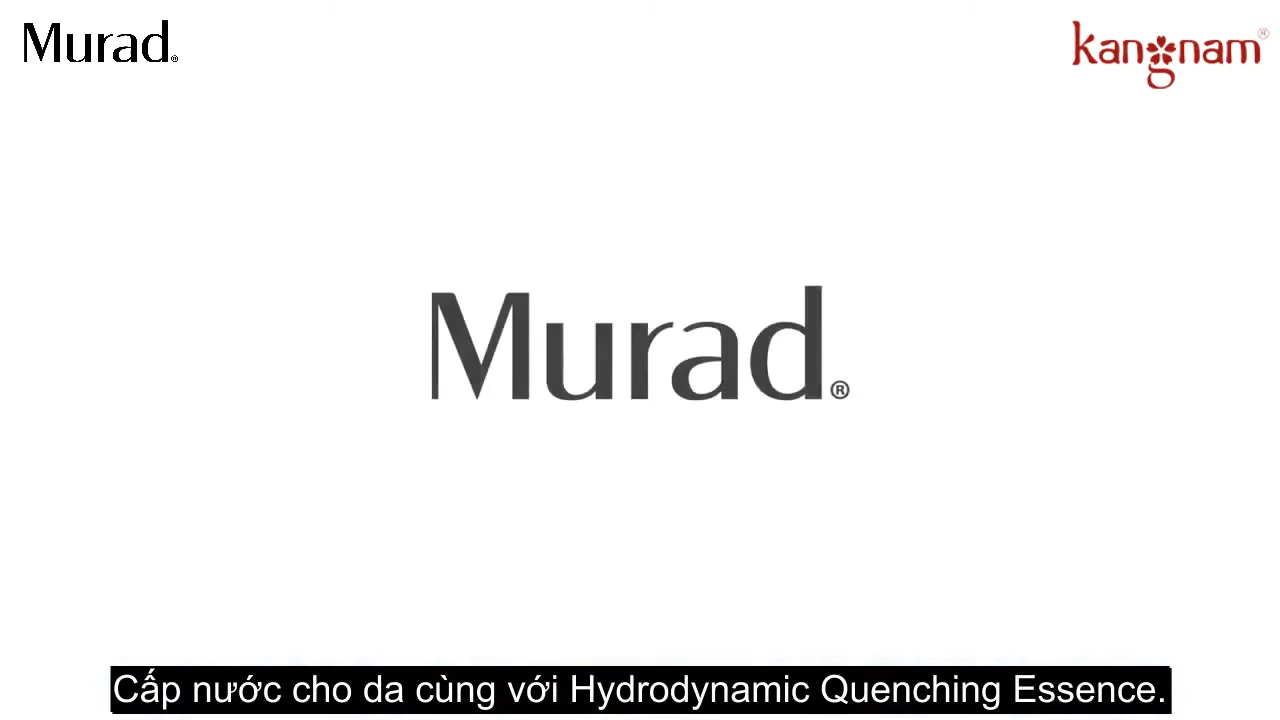 Murad®
kangnam®
Murad®
Cấp nước cho da cùng với Hydrodynamic Quenching Essence.